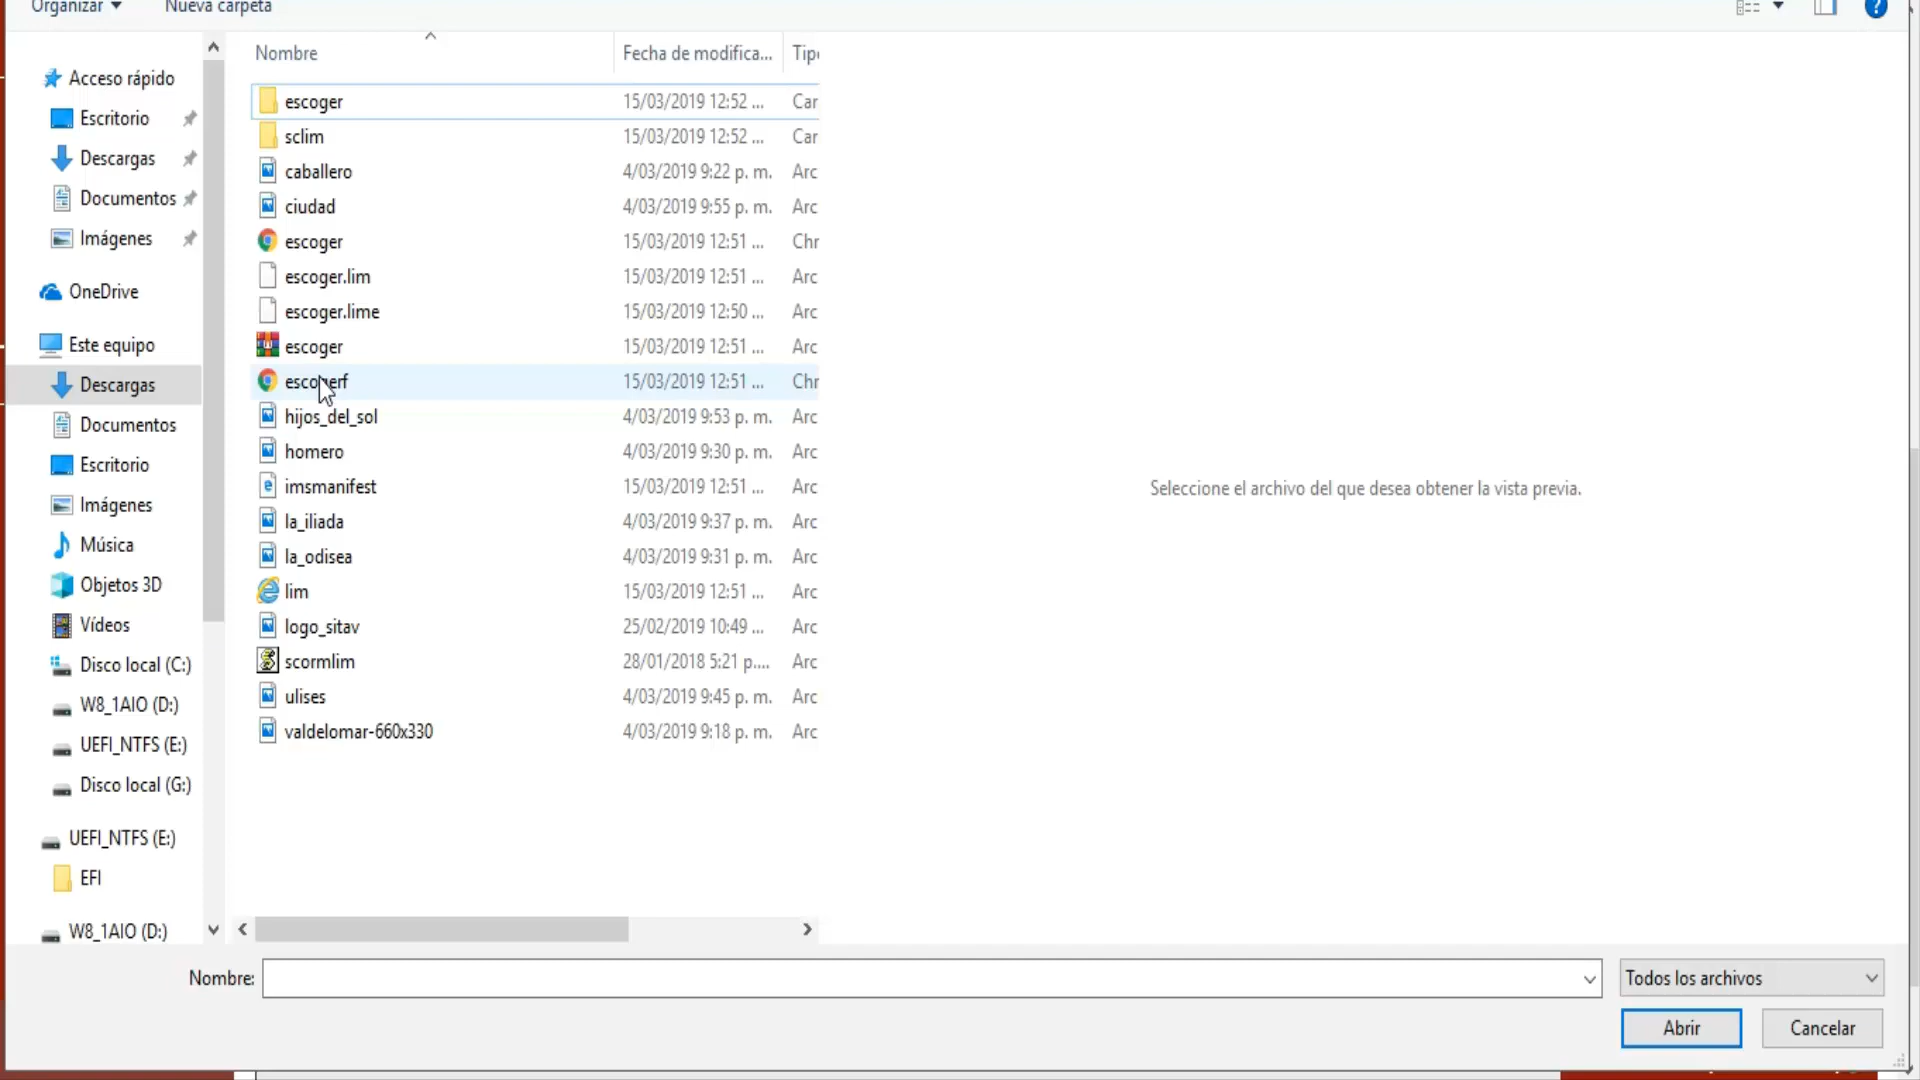 Organizar Nueva carpeta
Nombre Fecha de modifica... Tipo
Acceso rápido
Escritorio
Descargas
Documentos
Imágenes
OneDrive
Este equipo
Descargas
Documentos
Escritorio
Imágenes
Música
Objetos 3D
Vídeos
Disco local (C:)
W8_1AIO (D:)
UEFI_NTFS (E:)
Disco local (G:)
UEFI_NTFS (E:)
EFI
W8_1AIO (D:)
escoger 15/03/2019 12:52 ... Car
sclim 15/03/2019 12:52 ... Car
caballero 4/03/2019 9:22 p. m. Arc
ciudad 4/03/2019 9:55 p. m. Arc
escoger 15/03/2019 12:51 ... Chr
escoger.lim 15/03/2019 12:51 ... Arc
escoger.lime 15/03/2019 12:50 ... Arc
escoger 15/03/2019 12:51 ... Arc
escogerf 15/03/2019 12:51 ... Chr
hijos_del_sol 4/03/2019 9:53 p. m. Arc
homero 4/03/2019 9:30 p. m. Arc
imsmanifest 15/03/2019 12:51 ... Arc
la_iliada 4/03/2019 9:37 p. m. Arc
la_odisea 4/03/2019 9:31 p. m. Arc
lim 15/03/2019 12:51 ... Arc
logo_sitav 25/02/2019 10:49 ... Arc
scormlim 28/01/2018 5:21 p.... Arc
ulises 4/03/2019 9:45 p. m. Arc
valdelomar-660x330 4/03/2019 9:18 p. m. Arc
Seleccione el archivo del que desea obtener la vista previa.
Nombre: Todos los archivos
Abrir Cancelar